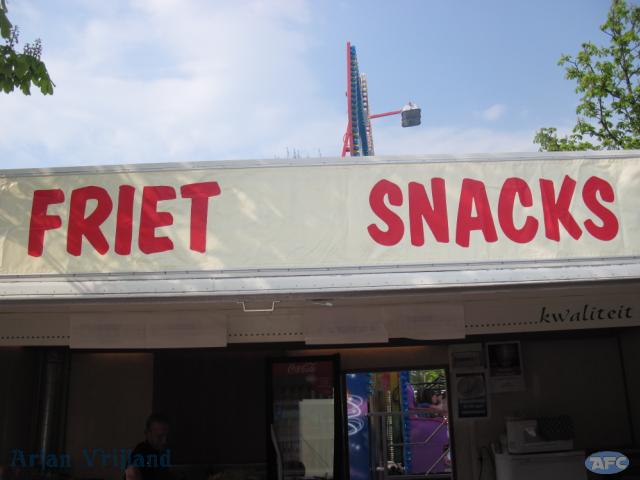 FRIET SNACKS
..........kwaliteit
Coca-Cola
Arjan Vrijland
AFC